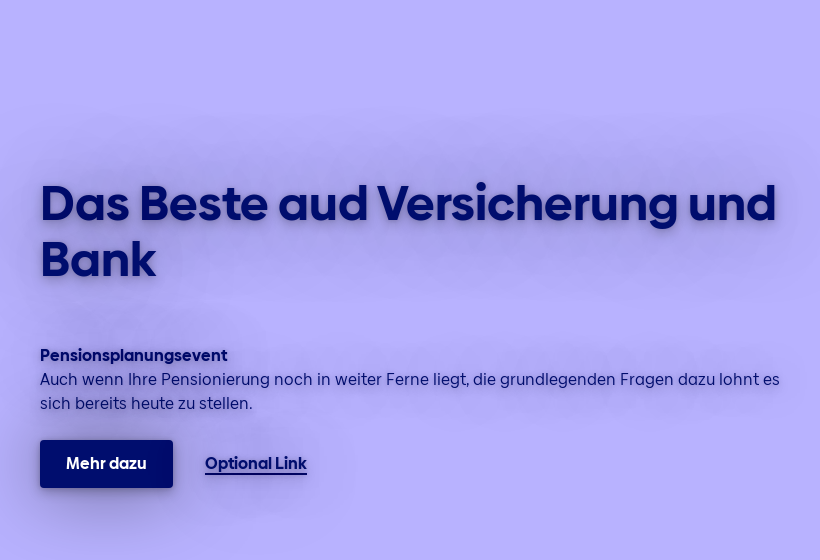 Das Beste aud Versicherung und
Bank
Pensionsplanungsevent
Auch wenn Ihre Pensionierung noch in weiter Ferne liegt, die grundlegenden Fragen dazu lohnt es
sich bereits heute zu stellen.
Mehr dazu
Optional Link